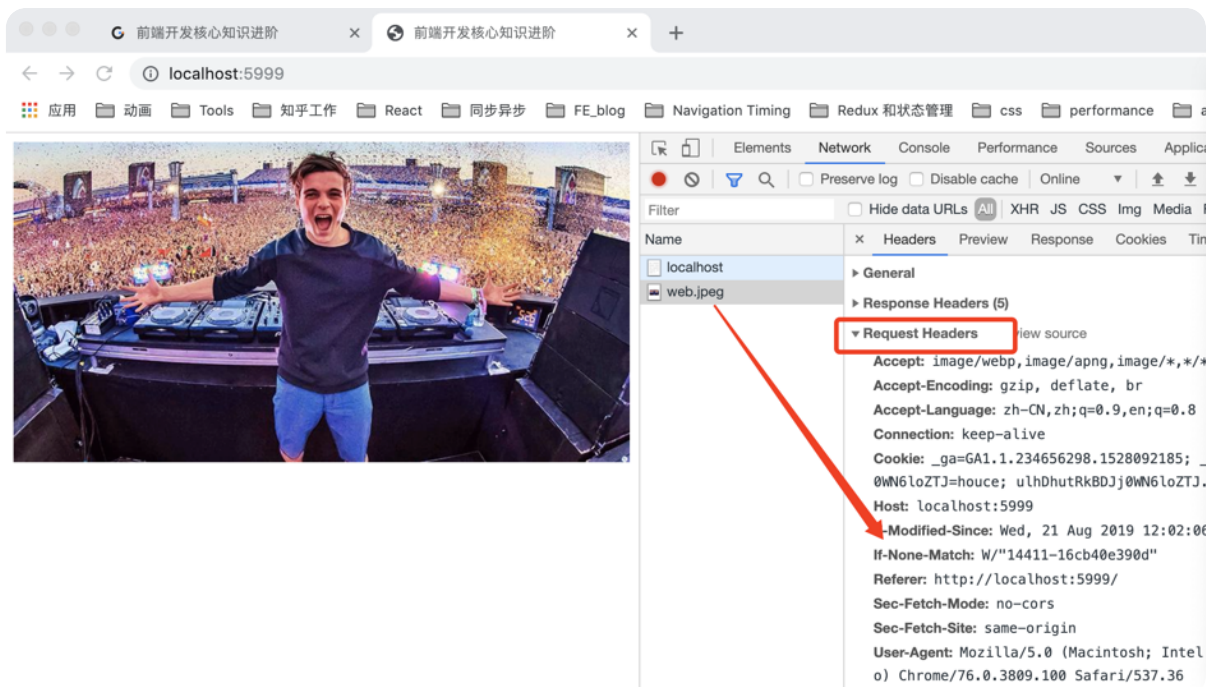 前端开发核心知识进阶 × 前端开发核心知识进阶 × +
localhost:5999
应用 动画 Tools 知乎工作 React 同步异步 FE_blog Navigation Timing Redux 和状态管理 css performance a
Elements Network Console Performance Sources Applica
Preserve log Disable cache Online
Filter Hide data URLs All XHR JS CSS Img Media
Name × Headers Preview Response Cookies Tin
localhost
web.jpeg
General
Response Headers (5)
Request Headers view source
Accept: image/webp,image/apng,image/*,*/*
Accept-Encoding: gzip, deflate, br
Accept-Language: zh-CN,zh;q=0.9,en;q=0.8
Connection: keep-alive
Cookie: _ga=GA1.1.234656298.1528092185; _
0WN6loZTJ=houce; ulhDhutRkBDJj0WN6loZTJ.
Host: localhost:5999
-Modified-Since: Wed, 21 Aug 2019 12:02:06
If-None-Match: W/"14411-16cb40e390d"
Referer: http://localhost:5999/
Sec-Fetch-Mode: no-cors
Sec-Fetch-Site: same-origin
User-Agent: Mozilla/5.0 (Macintosh; Intel
o) Chrome/76.0.3809.100 Safari/537.36